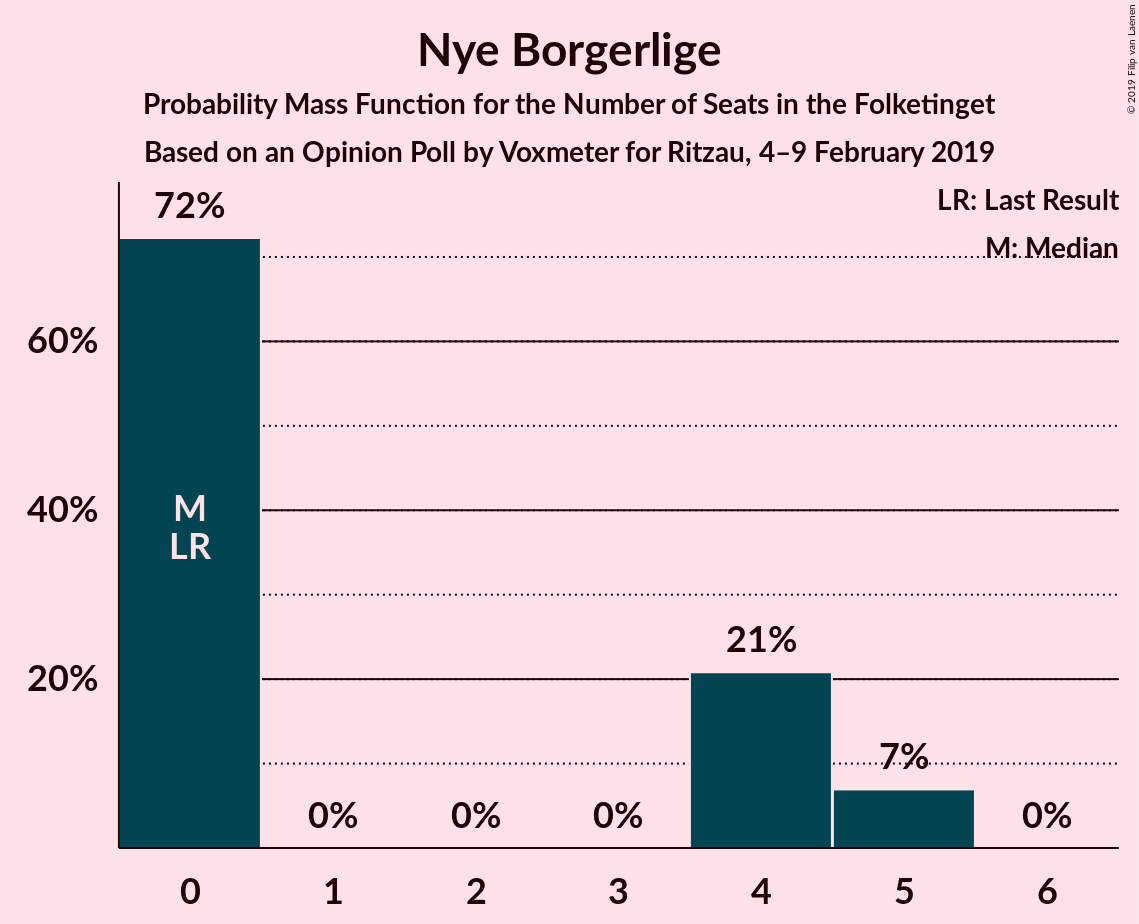 Nye Borgerlige
Probability Mass Function for the Number of Seats in the Folketinget
Based on an Opinion Poll by Voxmeter for Ritzau, 4–9 February 2019
© 2019 Filip van Laenen
LR: Last Result
M: Median
72%
60%
40%
20%
M
LR
0%
0%
0%
21%
7%
0%
0 1 2 3 4 5 6